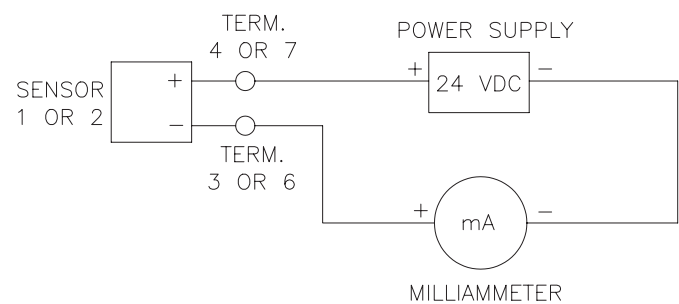 TERM.
4 OR 7
POWER SUPPLY
SENSOR
1 OR 2
+
−
+
24 VDC
−
TERM.
3 OR 6
+
mA
−
MILLIAMMETER